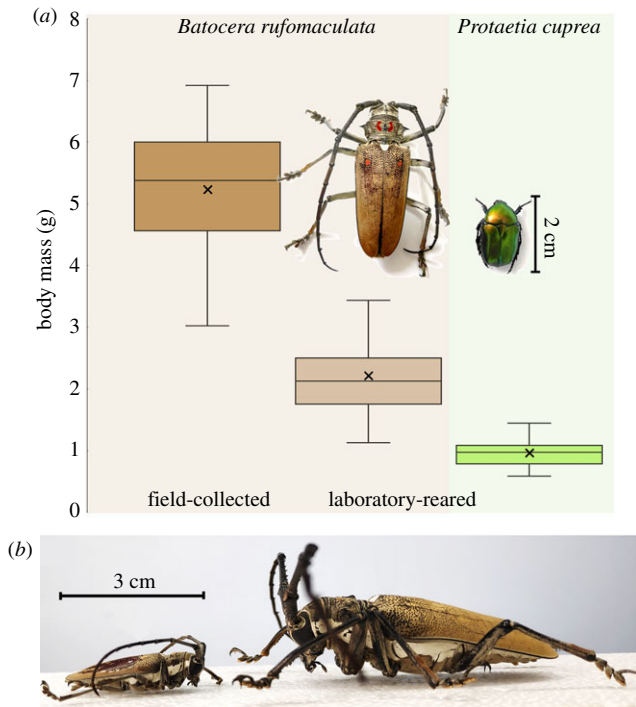 (a)
Batocera rufomaculata
Protaetia cuprea
8
7
6
5
4
3
2
1
0
body mass (g)
2 cm
field-collected
laboratory-reared
(b)
3 cm